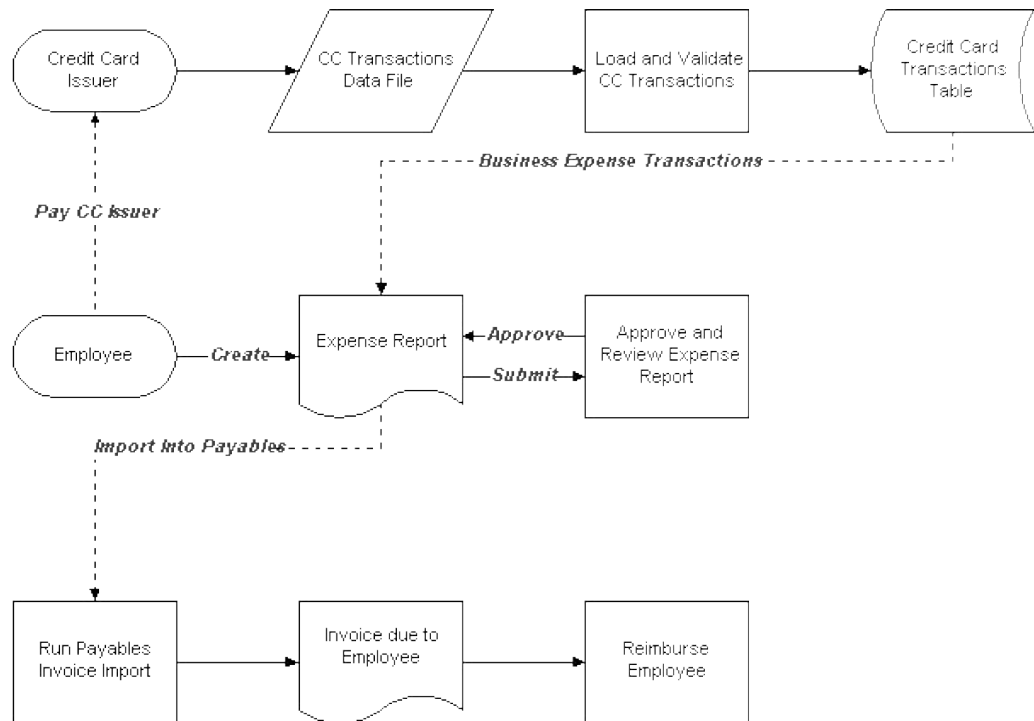 Credit Card
Issuer
CC Transactions
Data File
Load and Validate
CC Transactions
Credit Card
Transactions
Table
Business Expense Transactions
Pay CC Issuer
Employee
Create
Expense Report
Approve
Submit
Approve and
Review Expense
Report
Import Into Payables
Run Payables
Invoice Import
Invoice due to
Employee
Reimburse
Employee